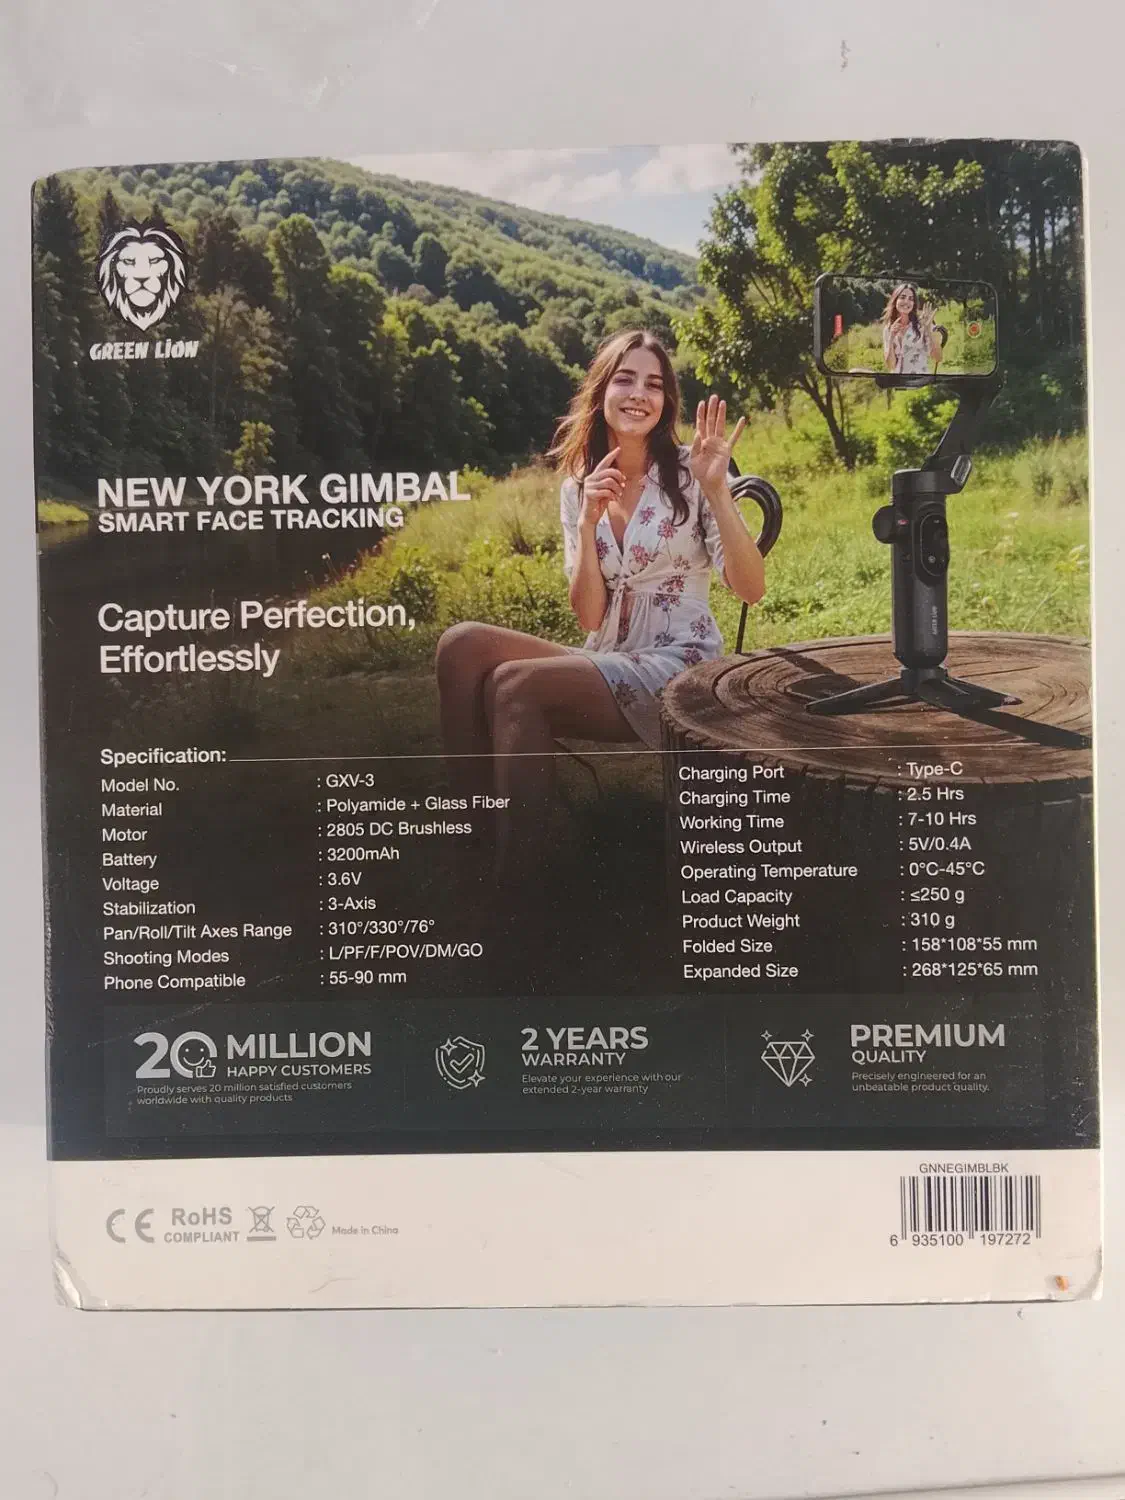 GREEN LION
NEW YORK GIMBAL
SMART FACE TRACKING
Capture Perfection,
Effortlessly
Specification:
Model No. : GXV-3
Material : Polyamide + Glass Fiber
Motor : 2805 DC Brushless
Battery : 3200mAh
Voltage : 3.6V
Stabilization : 3-Axis
Pan/Roll/Tilt Axes Range : 310°/330°/76°
Shooting Modes : L/PF/F/POV/DM/GO
Phone Compatible : 55-90 mm
Charging Port : Type-C
Charging Time : 2.5 Hrs
Working Time : 7-10 Hrs
Wireless Output : 5V/0.4A
Operating Temperature : 0°C-45°C
Load Capacity : ≤250 g
Product Weight : 310 g
Folded Size : 158*108*55 mm
Expanded Size : 268*125*65 mm
20 MILLION
HAPPY CUSTOMERS
Proudly serves 20 million satisfied customers
worldwide with quality products
2 YEARS
WARRANTY
Elevate your experience with our
extended 2-year warranty
PREMIUM
QUALITY
Precisely engineered for an
unbeatable product quality.
CE
RoHS
COMPLIANT
Made in China
GNNEGIMBLBK
6 935100 197272
GREEN LION